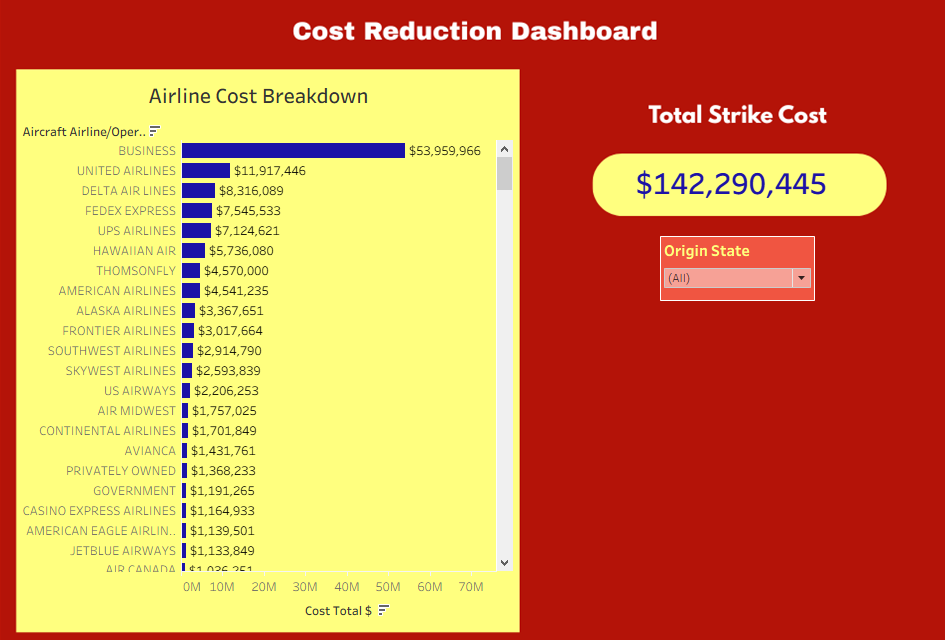 Cost Reduction Dashboard
Airline Cost Breakdown
Aircraft Airline/Oper..
BUSINESS $53,959,966
UNITED AIRLINES $11,917,446
DELTA AIR LINES $8,316,089
FEDEX EXPRESS $7,545,533
UPS AIRLINES $7,124,621
HAWAIIAN AIR $5,736,080
THOMSONFLY $4,570,000
AMERICAN AIRLINES $4,541,235
ALASKA AIRLINES $3,367,651
FRONTIER AIRLINES $3,017,664
SOUTHWEST AIRLINES $2,914,790
SKYWEST AIRLINES $2,593,839
US AIRWAYS $2,206,253
AIR MIDWEST $1,757,025
CONTINENTAL AIRLINES $1,701,849
AVIANCA $1,431,761
PRIVATELY OWNED $1,368,233
GOVERNMENT $1,191,265
CASINO EXPRESS AIRLINES $1,164,933
AMERICAN EAGLE AIRLIN.. $1,139,501
JETBLUE AIRWAYS $1,133,849
AIR CANADA $1,036,251
0M 10M 20M 30M 40M 50M 60M 70M
Cost Total $
Total Strike Cost
$142,290,445
Origin State
(All)